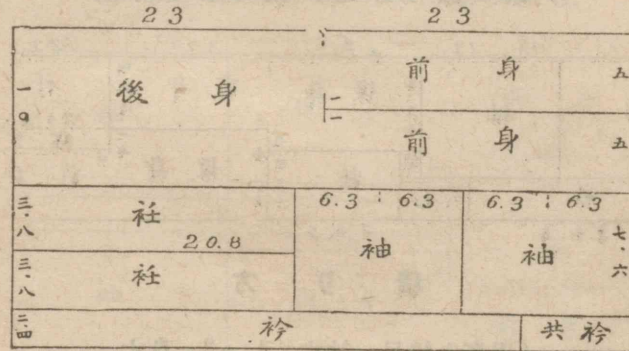 23 23
後身
前身 五
前身 五
一〇
三.八 衽
20.8
三.八 衽
6.3 6.3 6.3 6.3
袖 袖
七.六
二.四 衿 共衿